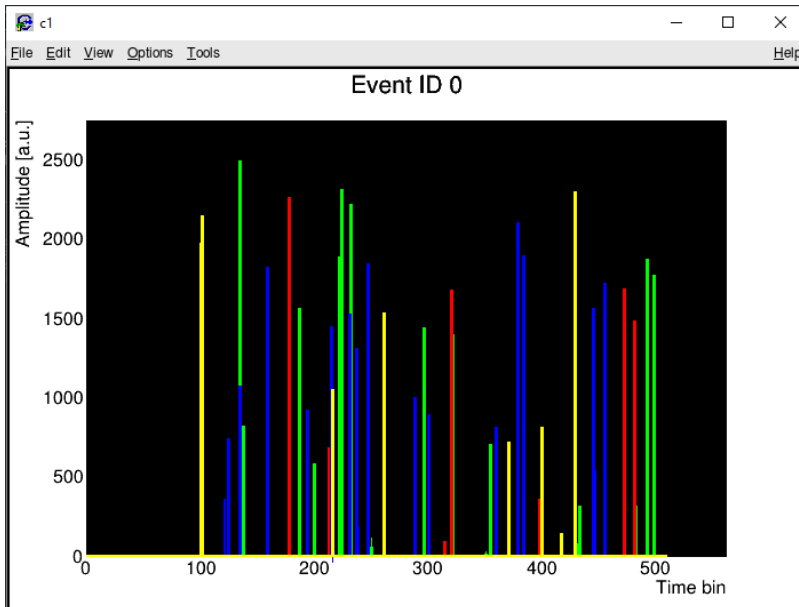 c1
File Edit View Options Tools Help
Event ID 0
Amplitude [a.u.]
2500
2000
1500
1000
500
0
0 100 200 300 400 500
Time bin